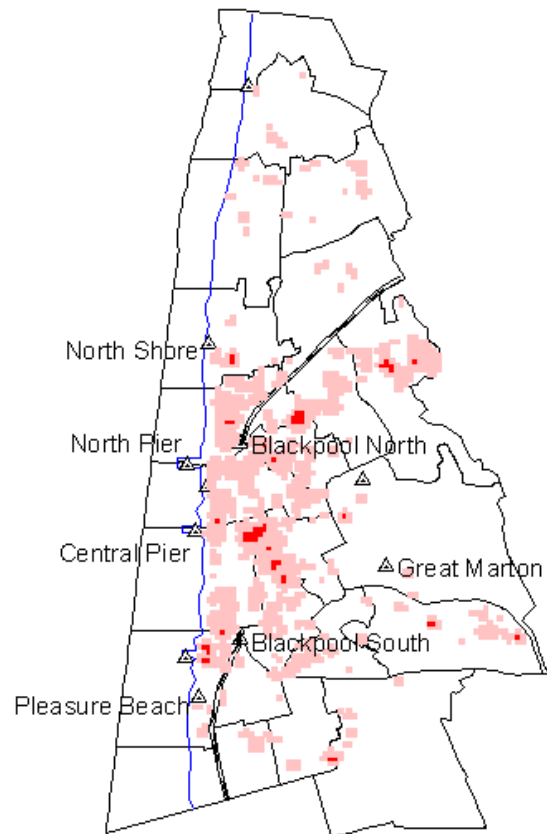 North Shore
North Pier
Blackpool North
Central Pier
Great Marton
Blackpool South
Pleasure Beach